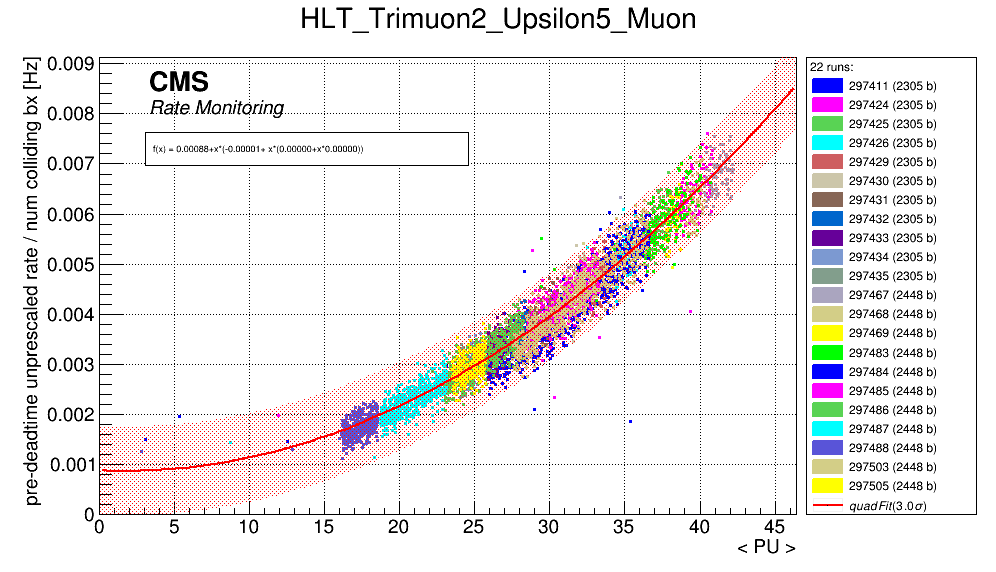 HLT_Trimuon2_Upsilon5_Muon
pre-deadtime unprescaled rate / num colliding bx [Hz]
0.009
0.008
0.007
0.006
0.005
0.004
0.003
0.002
0.001
0
CMS
Rate Monitoring
f(x) = 0.00088+x*(-0.00001+ x*(0.00000+x*0.00000))
0 5 10 15 20 25 30 35 40 45
< PU >
22 runs:
297411 (2305 b)
297424 (2305 b)
297425 (2305 b)
297426 (2305 b)
297429 (2305 b)
297430 (2305 b)
297431 (2305 b)
297432 (2305 b)
297433 (2305 b)
297434 (2305 b)
297435 (2305 b)
297467 (2448 b)
297468 (2448 b)
297469 (2448 b)
297483 (2448 b)
297484 (2448 b)
297485 (2448 b)
297486 (2448 b)
297487 (2448 b)
297488 (2448 b)
297503 (2448 b)
297505 (2448 b)
quadFit(3.0σ)